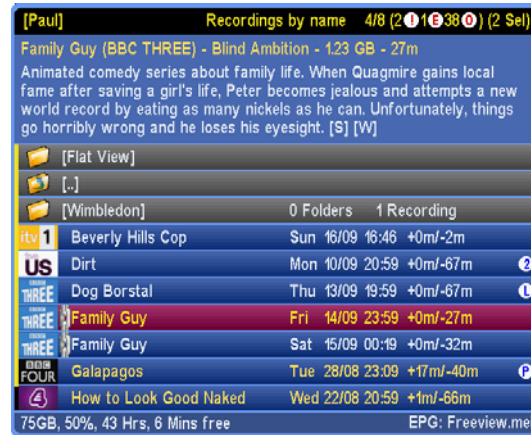 [Paul] Recordings by name 4/8 (2!1E38O) (2 Sel)
Family Guy (BBC THREE) - Blind Ambition - 1.23 GB - 27m
Animated comedy series about family life. When Quagmire gains local
fame after saving a girl's life, Peter becomes jealous and attempts a new
world record by eating as many nickels as he can. Unfortunately, things
go horribly wrong and he loses his eyesight. [S] [W]
[Flat View]
[..]
[Wimbledon] 0 Folders 1 Recording
itv 1 Beverly Hills Cop Sun 16/09 16:46 +0m/-2m
US Dirt Mon 10/09 20:59 +0m/-67m 2
THREE Dog Borstal Thu 13/09 19:59 +0m/-67m L
THREE Family Guy Fri 14/09 23:59 +0m/-27m
THREE Family Guy Sat 15/09 00:19 +0m/-32m
BBC FOUR Galapagos Tue 28/08 23:09 +17m/-40m P
4 How to Look Good Naked Wed 22/08 20:59 +1m/-66m
75GB, 50%, 43 Hrs, 6 Mins free EPG: Freeview.me